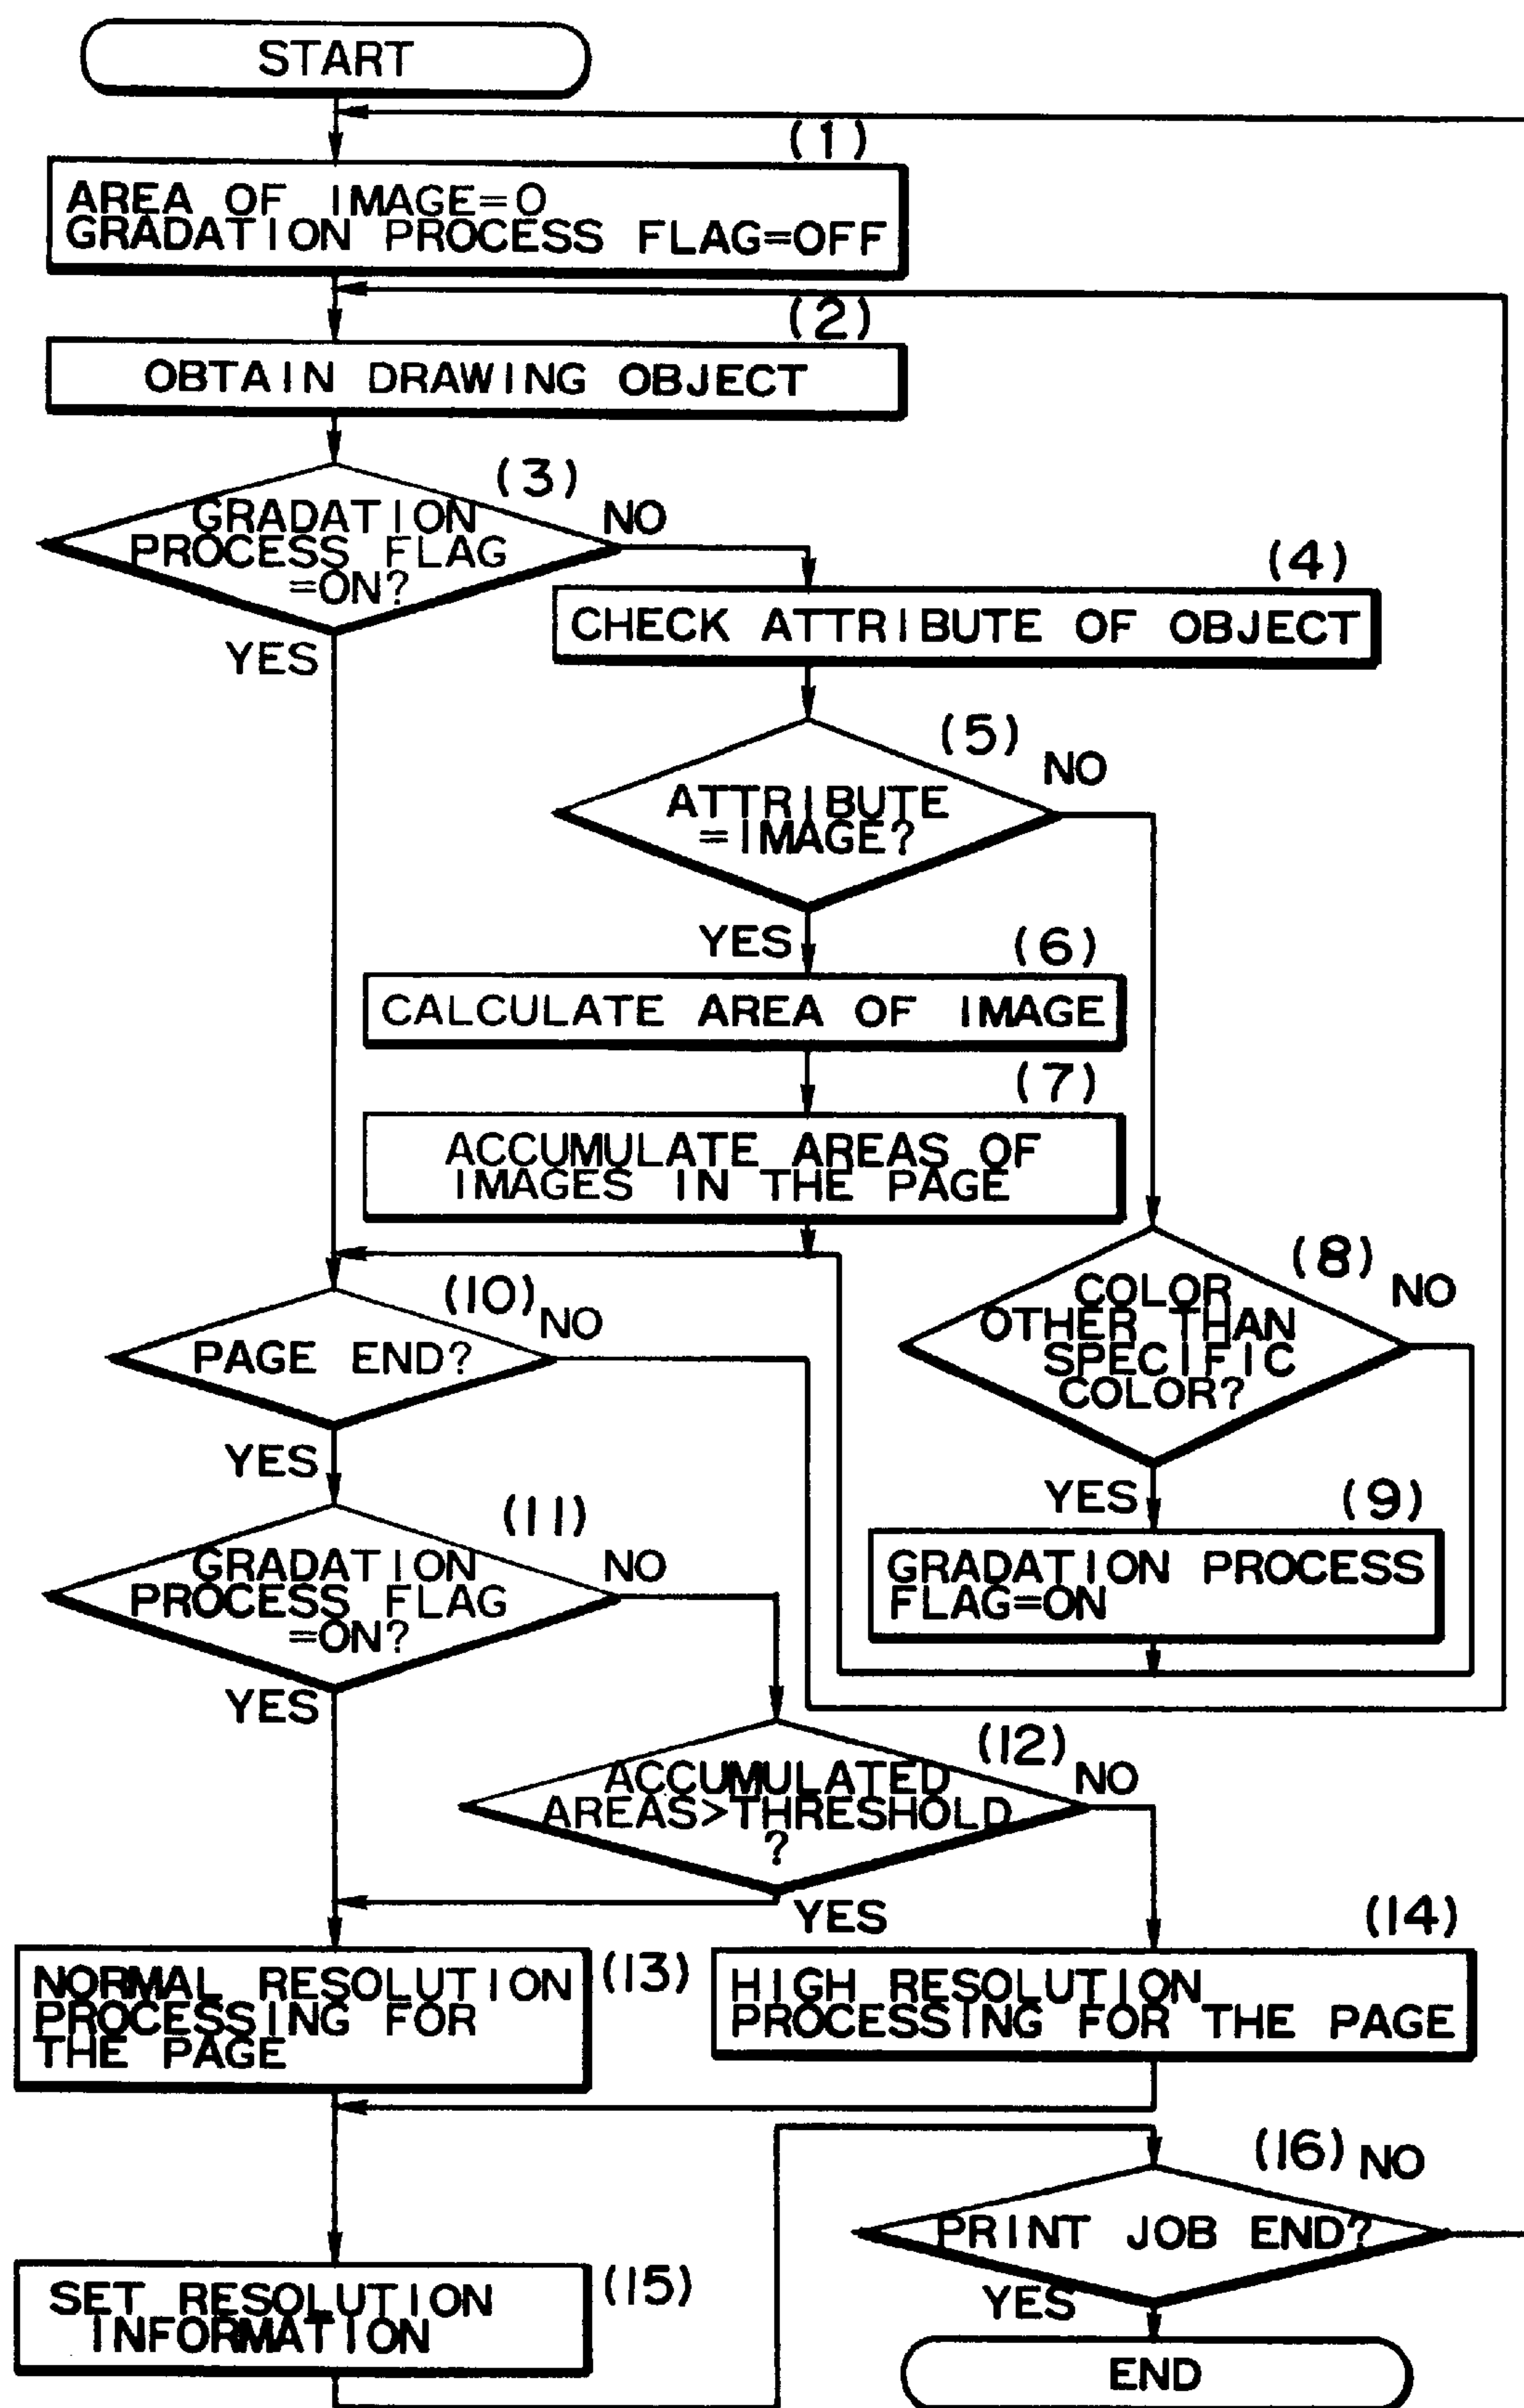 START
(1)
AREA OF IMAGE=0
GRADATION PROCESS FLAG=OFF
(2)
OBTAIN DRAWING OBJECT
(3)
GRADATION
PROCESS FLAG
=ON?
NO
YES
(4)
CHECK ATTRIBUTE OF OBJECT
(5)
ATTRIBUTE
=IMAGE?
NO
YES
(6)
CALCULATE AREA OF IMAGE
(7)
ACCUMULATE AREAS OF
IMAGES IN THE PAGE
(8)
COLOR
OTHER THAN
SPECIFIC
COLOR?
NO
YES
(9)
GRADATION PROCESS
FLAG=ON
(10)
PAGE END?
NO
YES
(11)
GRADATION
PROCESS FLAG
=ON?
NO
YES
(12)
ACCUMULATED
AREAS>THRESHOLD
?
NO
YES
(13)
NORMAL RESOLUTION
PROCESSING FOR
THE PAGE
(14)
HIGH RESOLUTION
PROCESSING FOR THE PAGE
(15)
SET RESOLUTION
INFORMATION
(16)
PRINT JOB END?
NO
YES
END